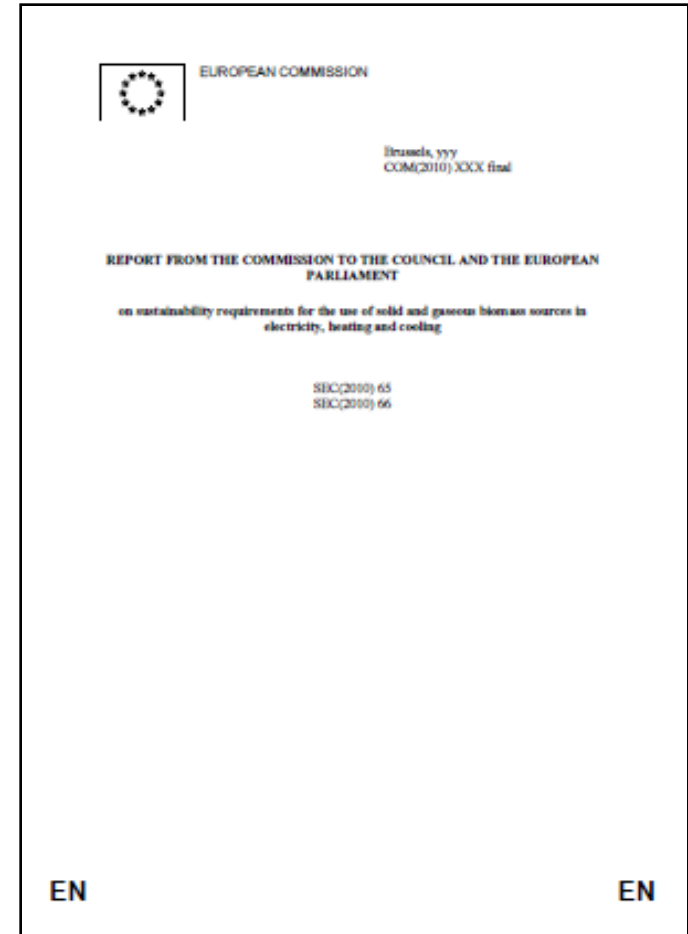 EUROPEAN COMMISSION
Brussels, yyy
COM(2010) XXX final
REPORT FROM THE COMMISSION TO THE COUNCIL AND THE EUROPEAN
PARLIAMENT
on sustainability requirements for the use of solid and gaseous biomass sources in
electricity, heating and cooling
SEC(2010) 65
SEC(2010) 66
EN EN